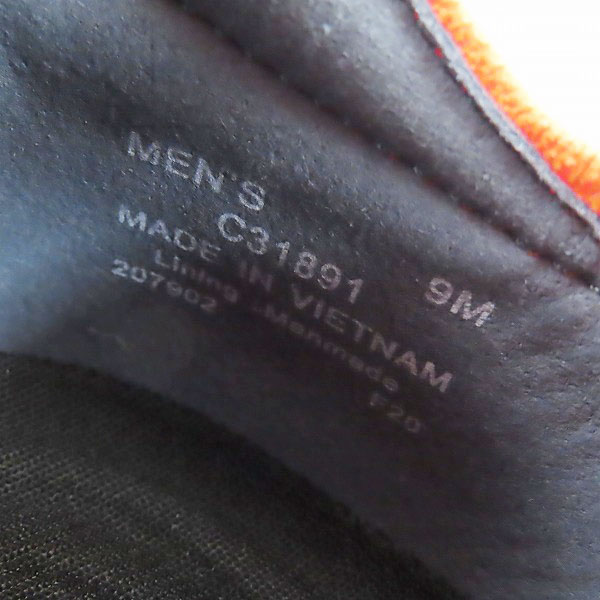 MEN'S
C31891 9M
MADE IN VIETNAM
Lining :Manmade
207902 F20